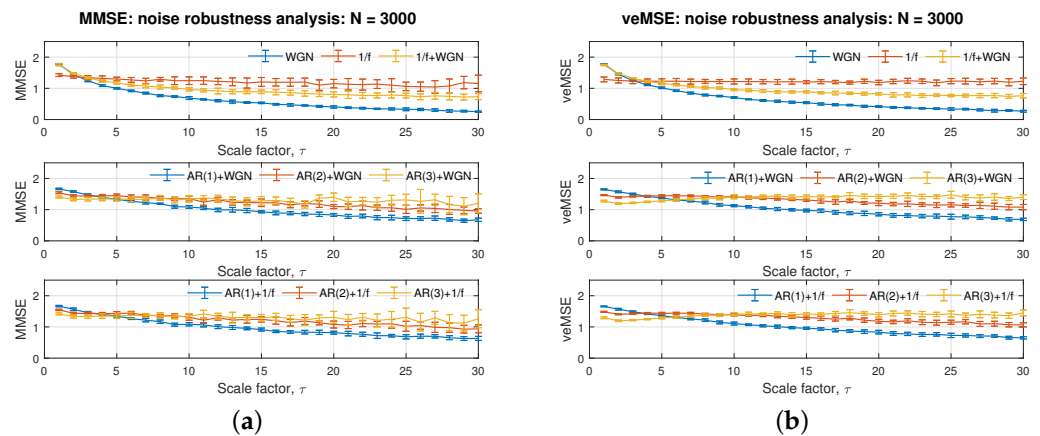 MMSE: noise robustness analysis: N = 3000
WGN 1/f 1/f+WGN
MMSE
2
1
0
0 5 10 15 20 25 30
Scale factor, τ
AR(1)+WGN AR(2)+WGN AR(3)+WGN
MMSE
2
1
0
0 5 10 15 20 25 30
Scale factor, τ
AR(1)+1/f AR(2)+1/f AR(3)+1/f
MMSE
2
1
0
0 5 10 15 20 25 30
Scale factor, τ
(a)
veMSE: noise robustness analysis: N = 3000
WGN 1/f 1/f+WGN
veMSE
2
1
0
0 5 10 15 20 25 30
Scale factor, τ
AR(1)+WGN AR(2)+WGN AR(3)+WGN
veMSE
2
1
0
0 5 10 15 20 25 30
Scale factor, τ
AR(1)+1/f AR(2)+1/f AR(3)+1/f
veMSE
2
1
0
0 5 10 15 20 25 30
Scale factor, τ
(b)